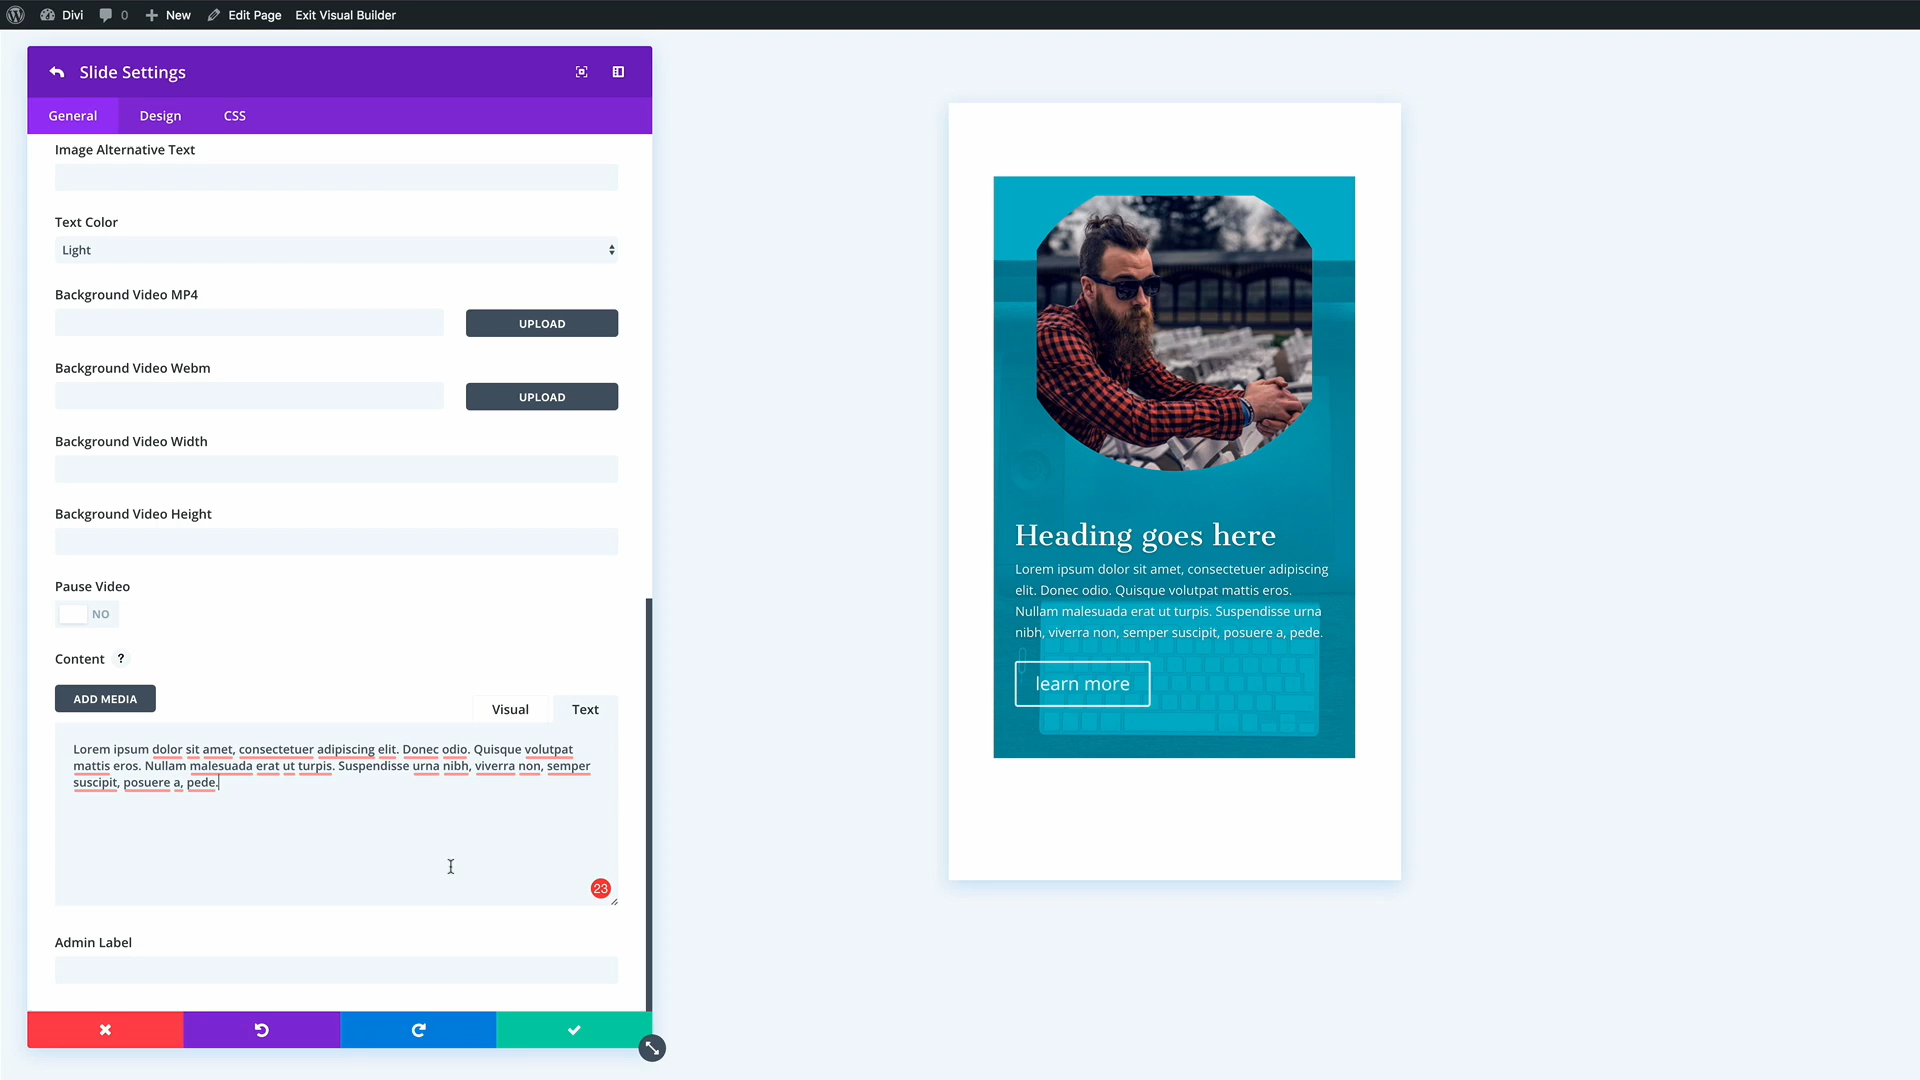 Divi 0 New Edit Page Exit Visual Builder
Slide Settings
General Design CSS
Image Alternative Text
Text Color
Light
Background Video MP4
UPLOAD
Background Video Webm
UPLOAD
Background Video Width
Background Video Height
Pause Video
NO
Content ?
ADD MEDIA
Visual Text
Lorem ipsum dolor sit amet, consectetuer adipiscing elit. Donec odio. Quisque volutpat
mattis eros. Nullam malesuada erat ut turpis. Suspendisse urna nibh, viverra non, semper
suscipit, posuere a, pede.
23
Admin Label
Heading goes here
Lorem ipsum dolor sit amet, consectetuer adipiscing
elit. Donec odio. Quisque volutpat mattis eros.
Nullam malesuada erat ut turpis. Suspendisse urna
nibh, viverra non, semper suscipit, posuere a, pede.
learn more